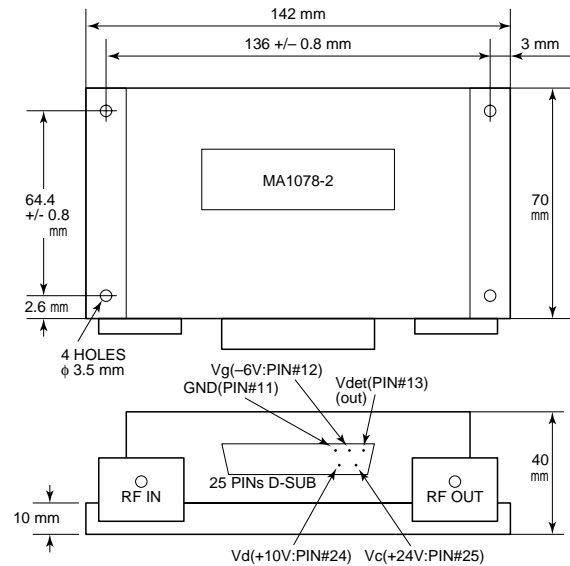 142 mm
136 +/− 0.8 mm
3 mm
MA1078-2
64.4
+/− 0.8
mm
70
mm
2.6 mm
4 HOLES
ϕ 3.5 mm
Vg(−6V:PIN#12)
GND(PIN#11)
Vdet(PIN#13)
(out)
40
mm
25 PINs D-SUB
RF IN
RF OUT
10 mm
Vd(+10V:PIN#24)
Vc(+24V:PIN#25)